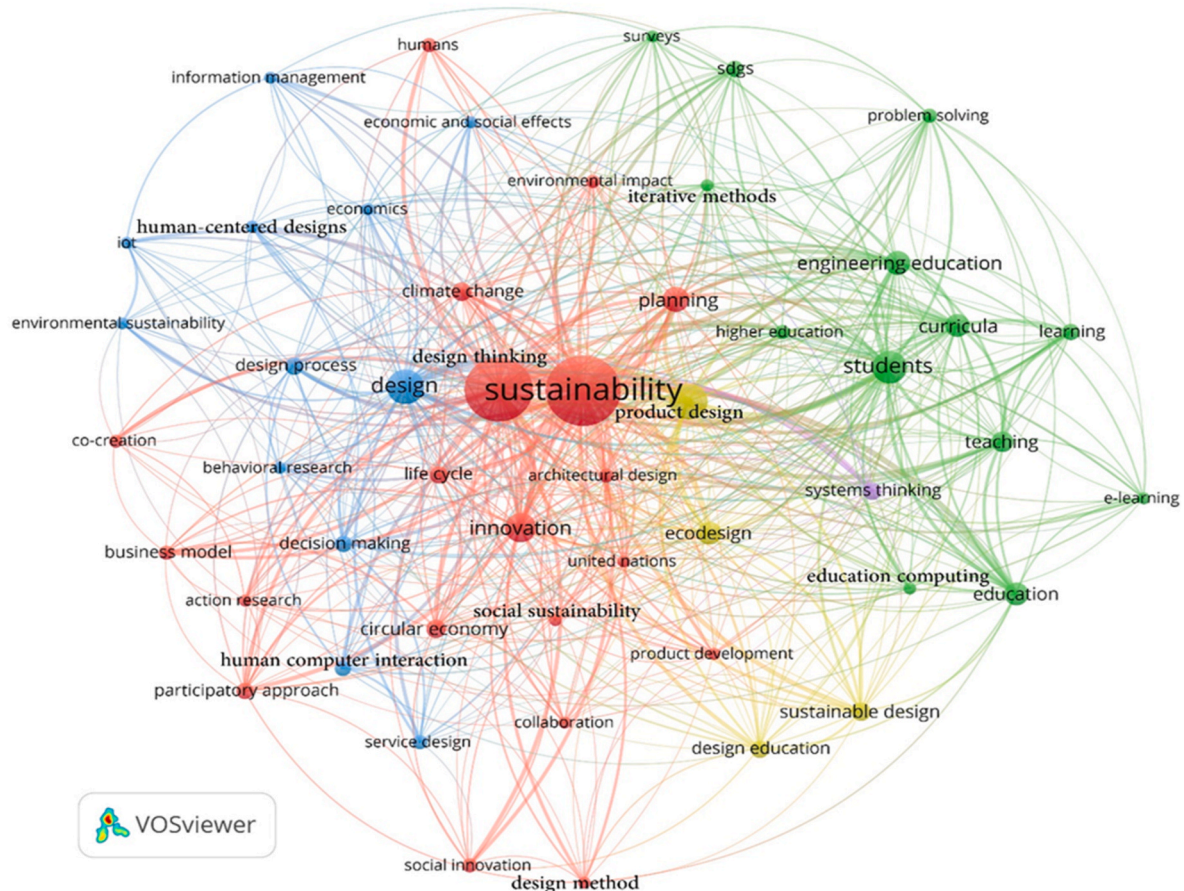 humans
surveys
sdgs
information management
problem solving
economic and social effects
environmental impact
iterative methods
economics
human-centered designs
iot
engineering education
climate change
planning
environmental sustainability
higher education
curricula
learning
design thinking
design process
students
design
sustainability
product design
co-creation
teaching
behavioral research
life cycle
architectural design
systems thinking
e-learning
innovation
ecodesign
decision making
business model
united nations
education computing
education
action research
social sustainability
circular economy
product development
human computer interaction
participatory approach
sustainable design
collaboration
service design
design education
VOSviewer
social innovation
design method